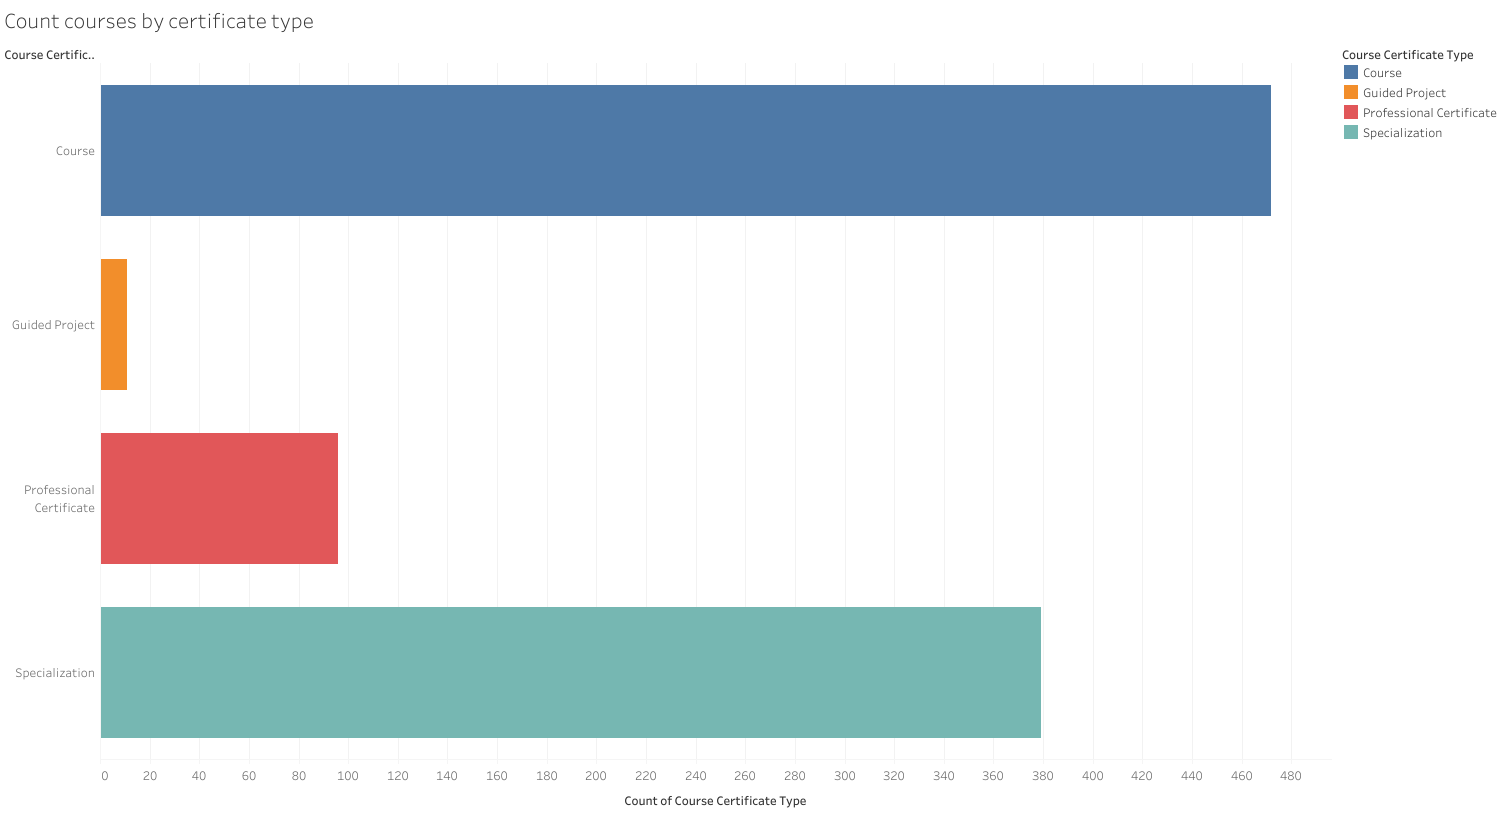 Count courses by certificate type
Course Certific..
Course Certificate Type
Course
Guided Project
Professional Certificate
Specialization
Course
Guided Project
Professional
Certificate
Specialization
0 20 40 60 80 100 120 140 160 180 200 220 240 260 280 300 320 340 360 380 400 420 440 460 480
Count of Course Certificate Type